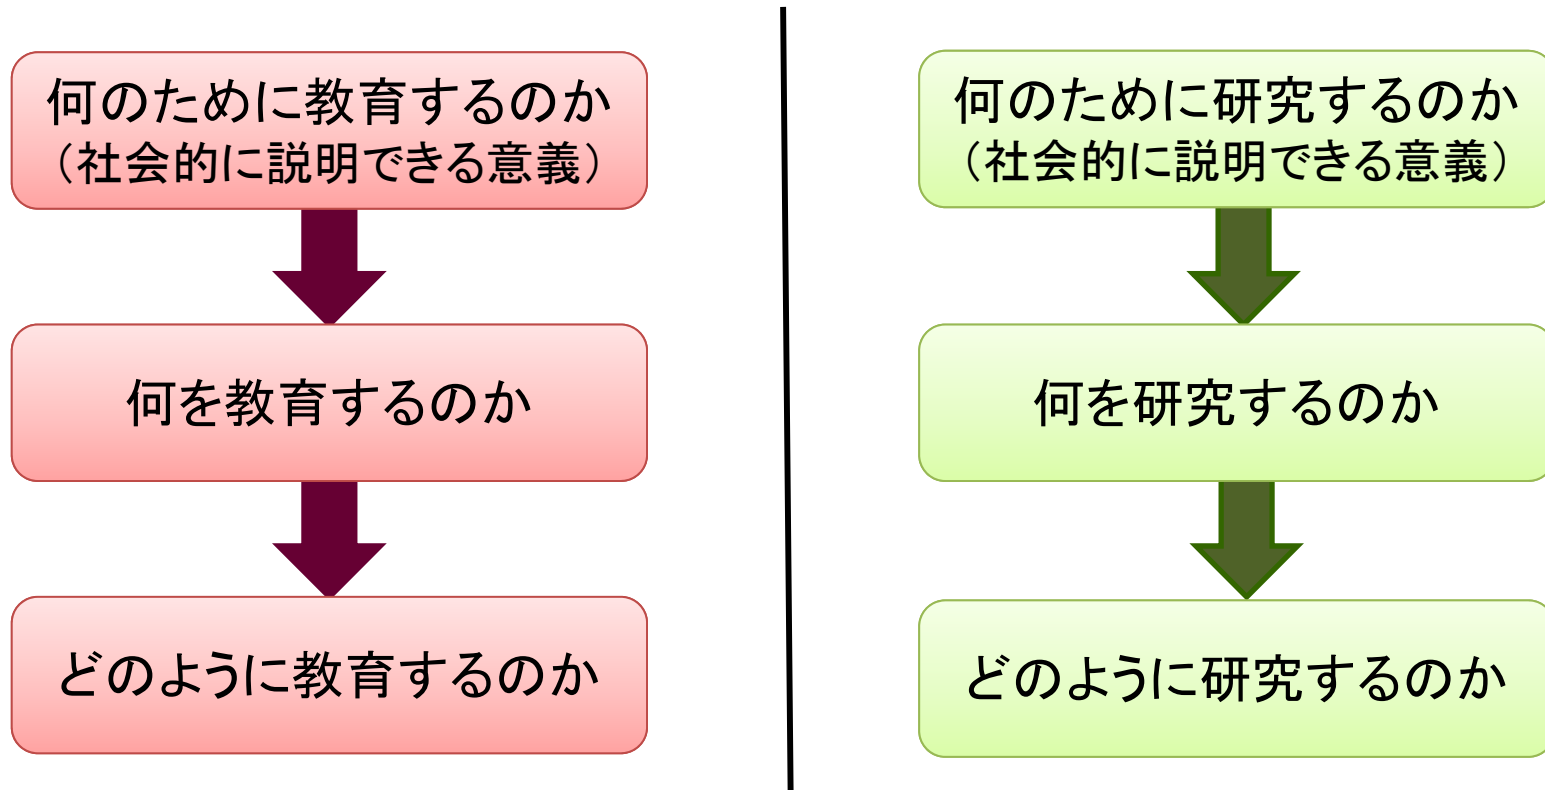 何のために教育するのか
（社会的に説明できる意義）
何を教育するのか
どのように教育するのか
何のために研究するのか
（社会的に説明できる意義）
何を研究するのか
どのように研究するのか